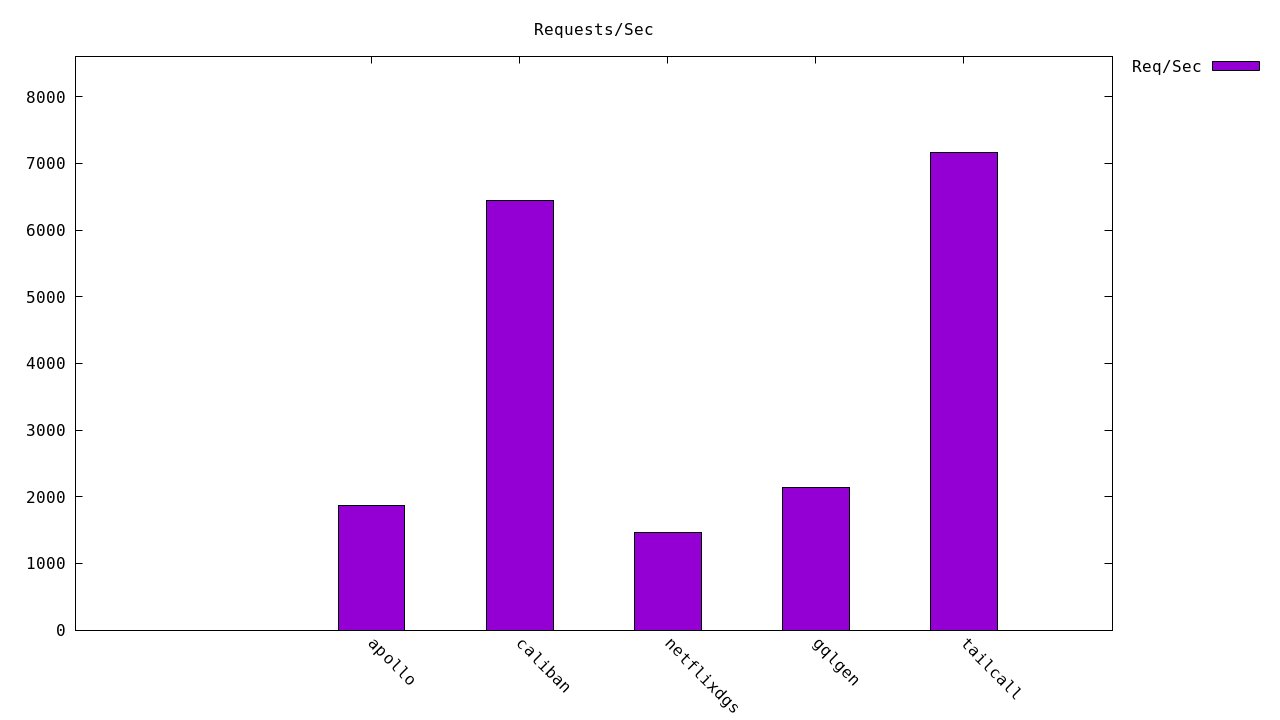 Requests/Sec
Req/Sec
8000
7000
6000
5000
4000
3000
2000
1000
0
apollo
caliban
netflixdgs
gqlgen
tailcall